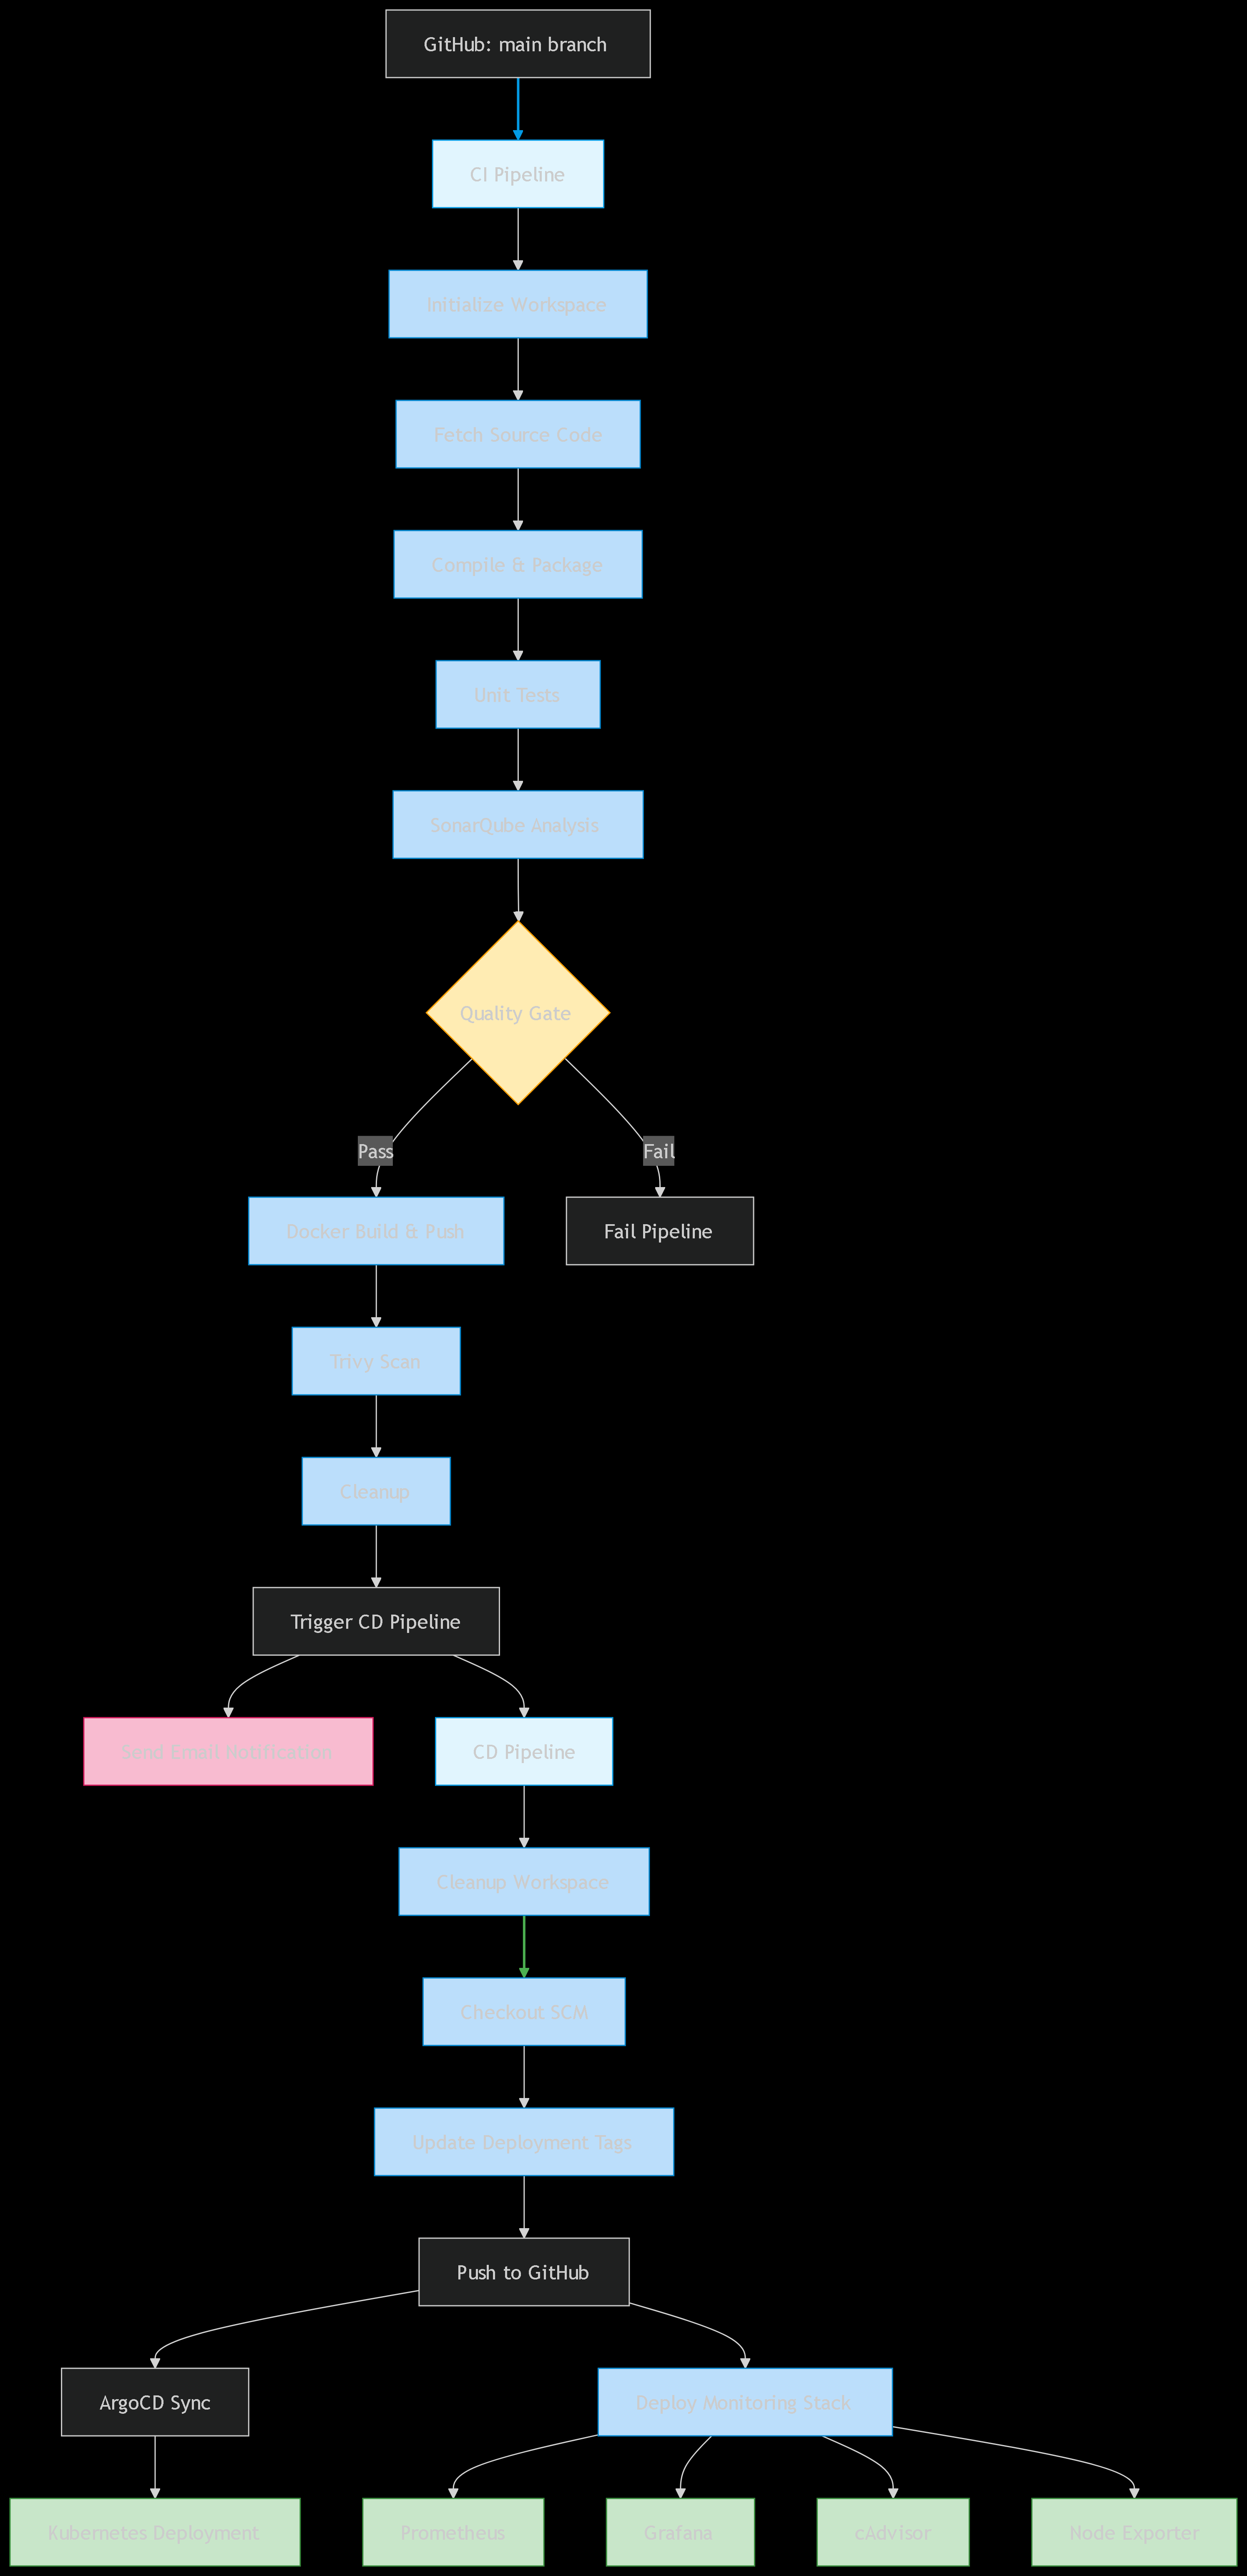 GitHub: main branch
CI Pipeline
Initialize Workspace
Fetch Source Code
Compile & Package
Unit Tests
SonarQube Analysis
Quality Gate
Pass
Fail
Docker Build & Push
Fail Pipeline
Trivy Scan
Cleanup
Trigger CD Pipeline
Send Email Notification
CD Pipeline
Cleanup Workspace
Checkout SCM
Update Deployment Tags
Push to GitHub
ArgoCD Sync
Deploy Monitoring Stack
Kubernetes Deployment
Prometheus
Grafana
cAdvisor
Node Exporter